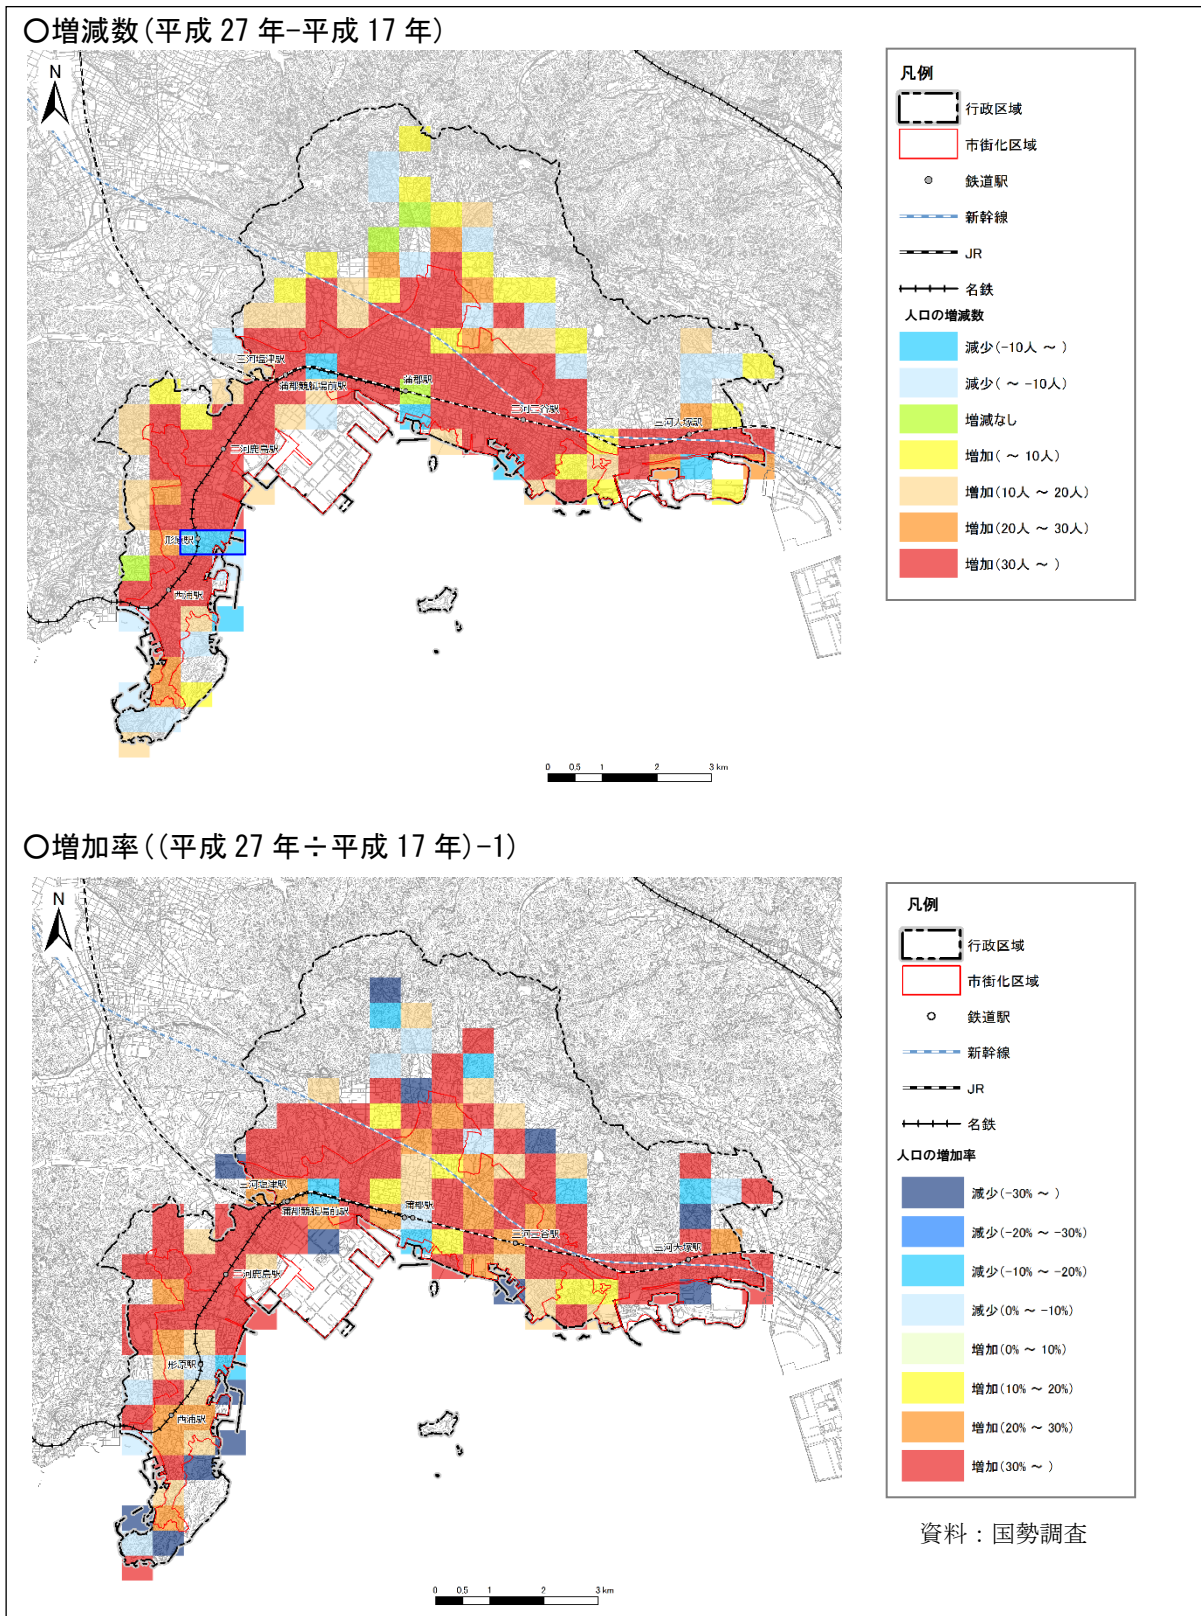 〇増減数(平成 27 年-平成 17 年)
N
三河塩津駅
蒲郡競艇場前駅
蒲郡駅
三河三谷駅
三河大塚駅
三河鹿島駅
形原駅
西浦駅
0 0.5 1 2 3 km
凡例
行政区域
市街化区域
鉄道駅
新幹線
JR
名鉄
人口の増減数
減少(-10人 ~ )
減少( ~ -10人)
増減なし
増加( ~ 10人)
増加(10人 ~ 20人)
増加(20人 ~ 30人)
増加(30人 ~ )
〇増加率((平成 27 年÷平成 17 年)-1)
N
三河塩津駅
蒲郡競艇場前駅
蒲郡駅
三河三谷駅
三河大塚駅
三河鹿島駅
形原駅
西浦駅
0 0.5 1 2 3 km
凡例
行政区域
市街化区域
鉄道駅
新幹線
JR
名鉄
人口の増加率
減少(-30% ~ )
減少(-20% ~ -30%)
減少(-10% ~ -20%)
減少(0% ~ -10%)
増加(0% ~ 10%)
増加(10% ~ 20%)
増加(20% ~ 30%)
増加(30% ~ )
資料：国勢調査